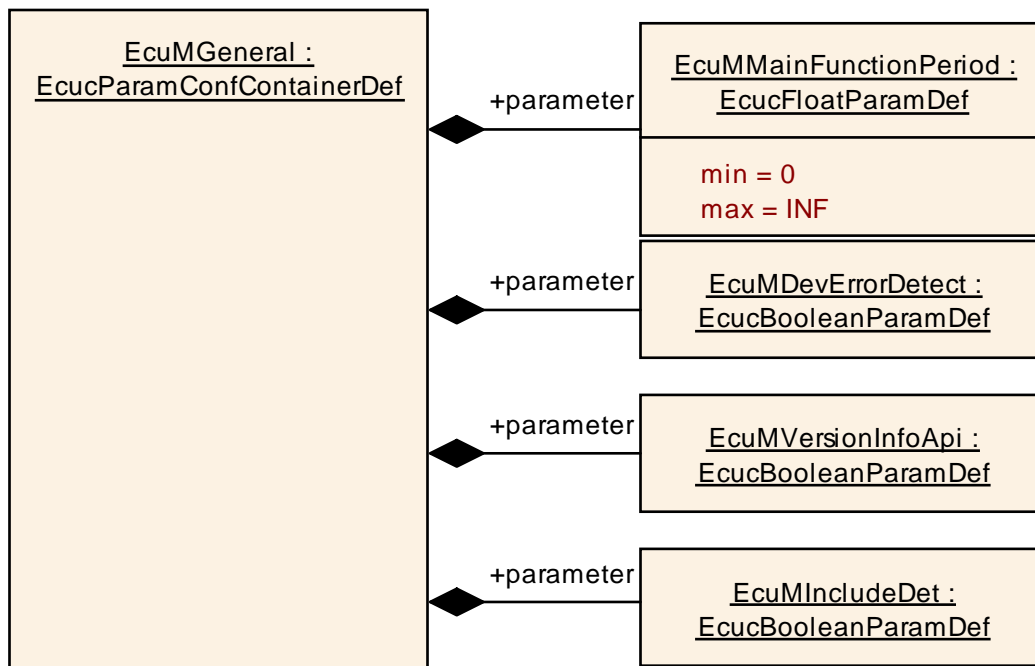 EcuMGeneral :
EcucParamConfContainerDef
+parameter
EcuMMainFunctionPeriod :
EcucFloatParamDef
min = 0
max = INF
+parameter
EcuMDevErrorDetect :
EcucBooleanParamDef
+parameter
EcuMVersionInfoApi :
EcucBooleanParamDef
+parameter
EcuMIncludeDet :
EcucBooleanParamDef